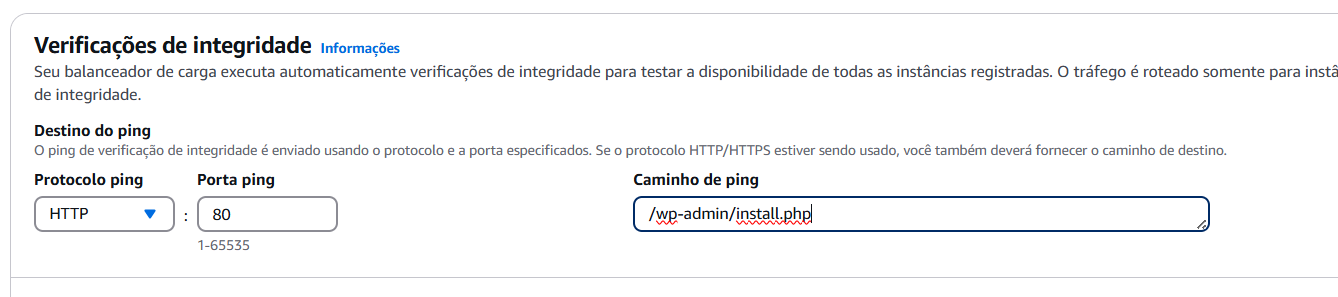 Verificações de integridade Informações
Seu balanceador de carga executa automaticamente verificações de integridade para testar a disponibilidade de todas as instâncias registradas. O tráfego é roteado somente para
de integridade.
Destino do ping
O ping de verificação de integridade é enviado usando o protocolo e a porta especificados. Se o protocolo HTTP/HTTPS estiver sendo usado, você também deverá fornecer o caminho de destino.
Protocolo ping Porta ping Caminho de ping
HTTP : 80 /wp-admin/install.php
1-65535